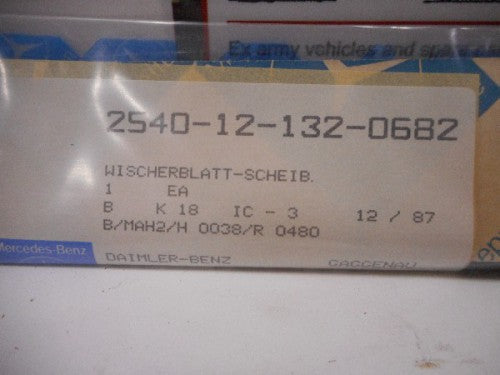 Ex army vehicles and
2540-12-132-0682
WISCHERBLATT-SCHEIB.
1 EA
B K 18 IC - 3 12 / 87
B/MAH2/H 0038/R 0480
Mercedes-Benz
DAIMLER-BENZ GAGGENAU